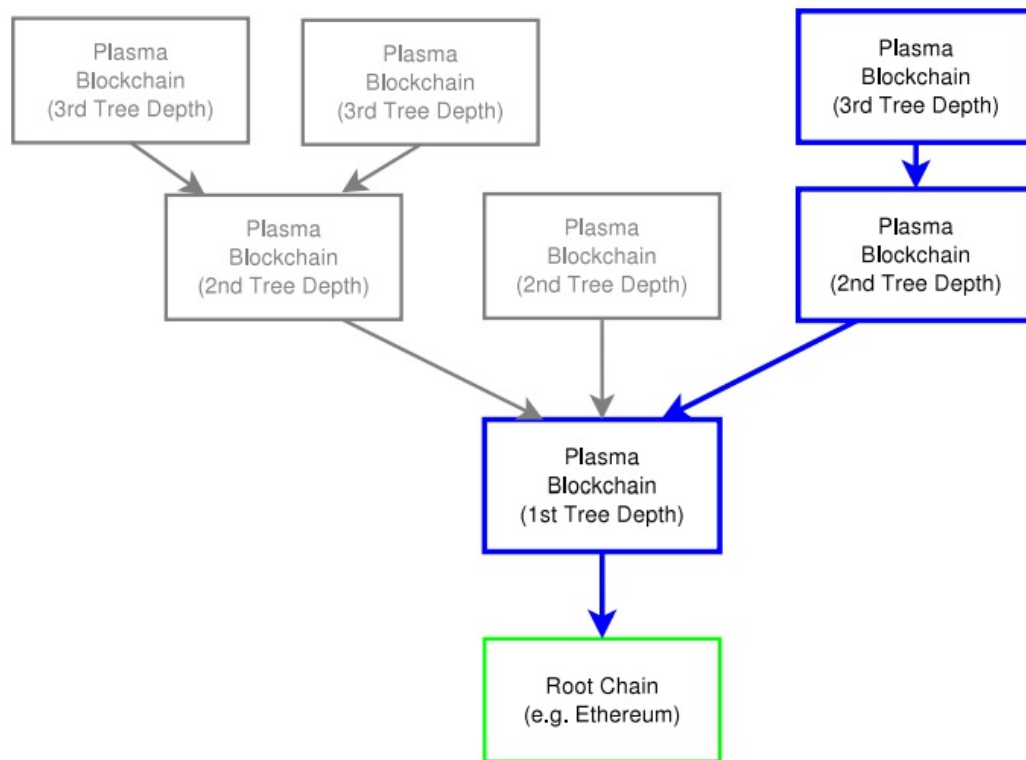 Plasma
Blockchain
(3rd Tree Depth)
Plasma
Blockchain
(3rd Tree Depth)
Plasma
Blockchain
(3rd Tree Depth)
Plasma
Blockchain
(2nd Tree Depth)
Plasma
Blockchain
(2nd Tree Depth)
Plasma
Blockchain
(2nd Tree Depth)
Plasma
Blockchain
(1st Tree Depth)
Root Chain
(e.g. Ethereum)